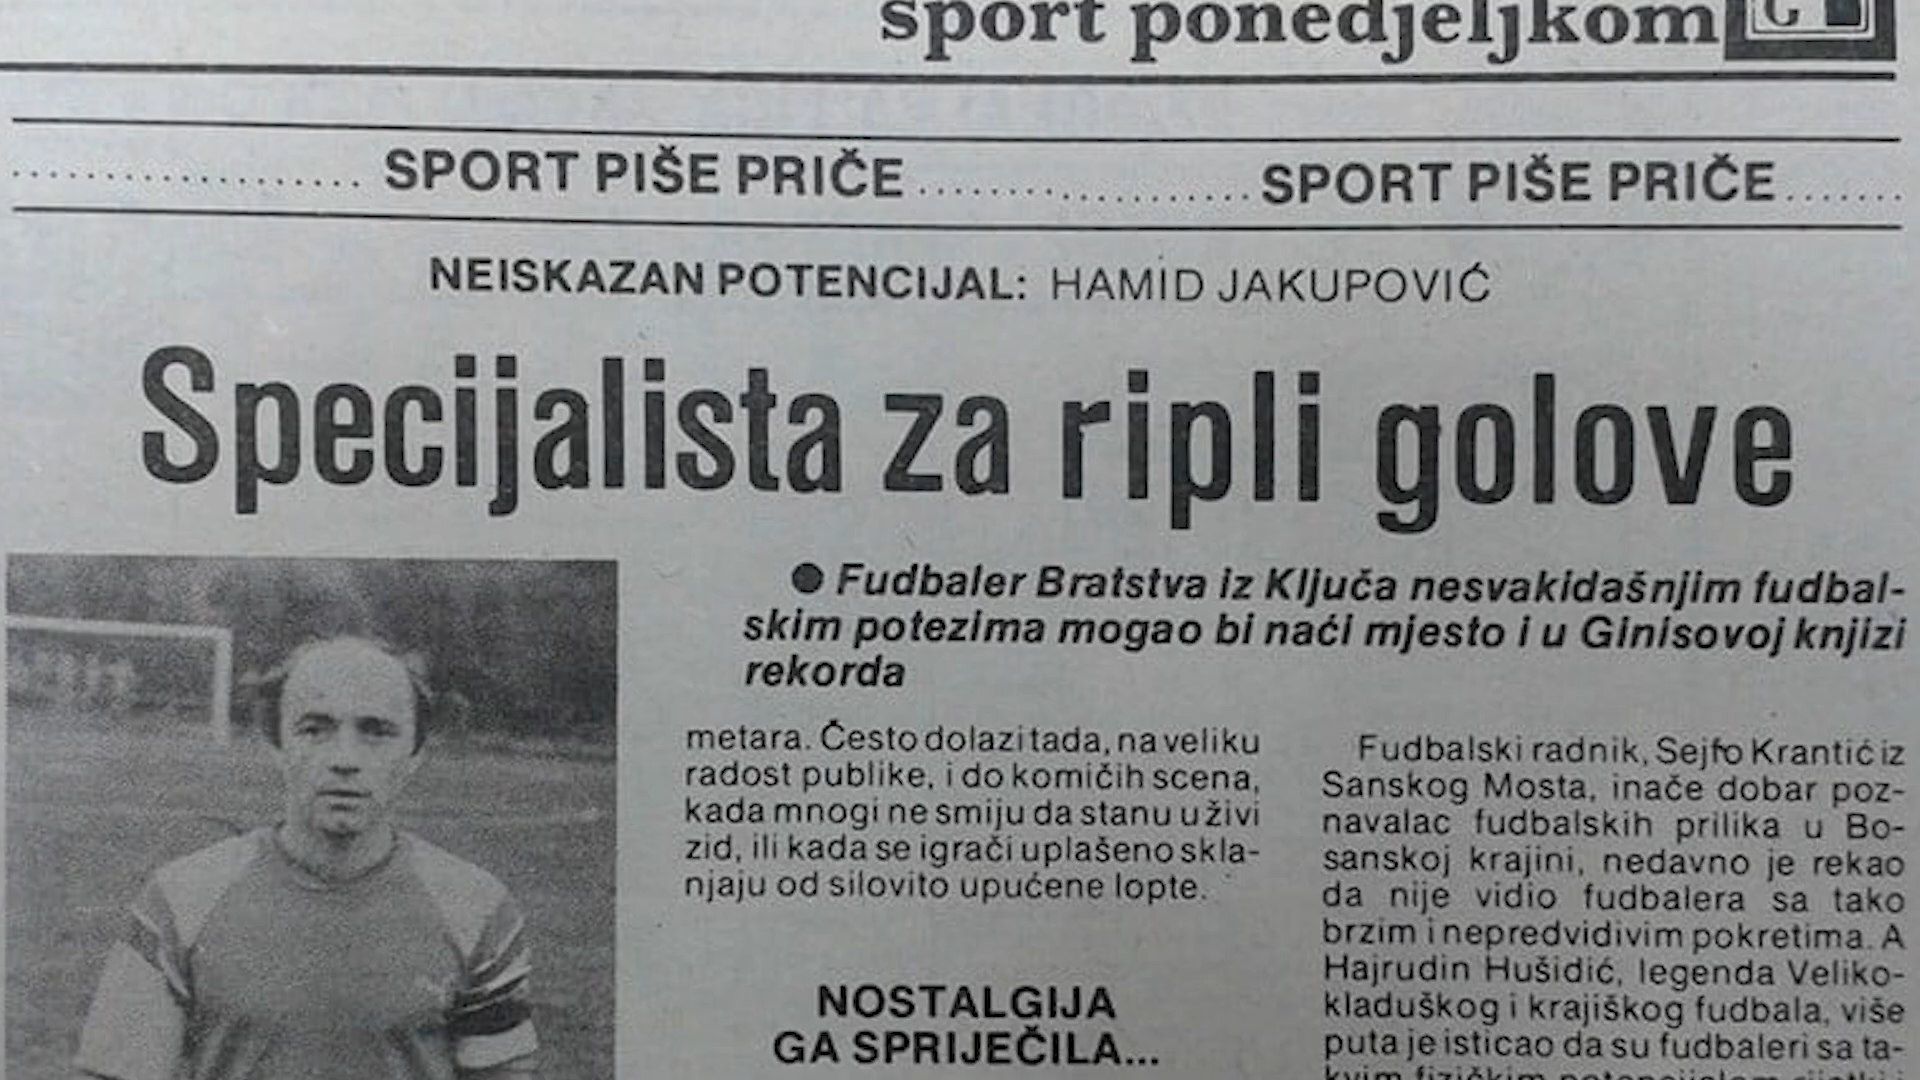 sport ponedjeljkom
SPORT PIŠE PRIČE SPORT PIŠE PRIČE
NEISKAZAN POTENCIJAL: HAMID JAKUPOVIĆ
Specijalista za ripli golove
● Fudbaler Bratstva iz Ključa nesvakidašnjim fudbal-
skim potezima mogao bi naći mjesto i u Ginisovoj knjizi
rekorda
metara. Često dolazi tada, na veliku
radost publike, i do komičih scena,
kada mnogi ne smiju da stanu u živi
zid, ili kada se igrači uplašeno skla-
njaju od silovito upućene lopte.
NOSTALGIJA
GA SPRIJEČILA...
Fudbalski radnik, Sejfo Krantić iz
Sanskog Mosta, inače dobar poz-
navalac fudbalskih prilika u Bo-
sanskoj krajini, nedavno je rekao
da nije vidio fudbalera sa tako
brzim i nepredvidivim pokretima. A
Hajrudin Hušidić, legenda Veliko-
kladuškog i krajiškog fudbala, više
puta je isticao da su fudbaleri sa ta-
kvim fizičkim potencijalom